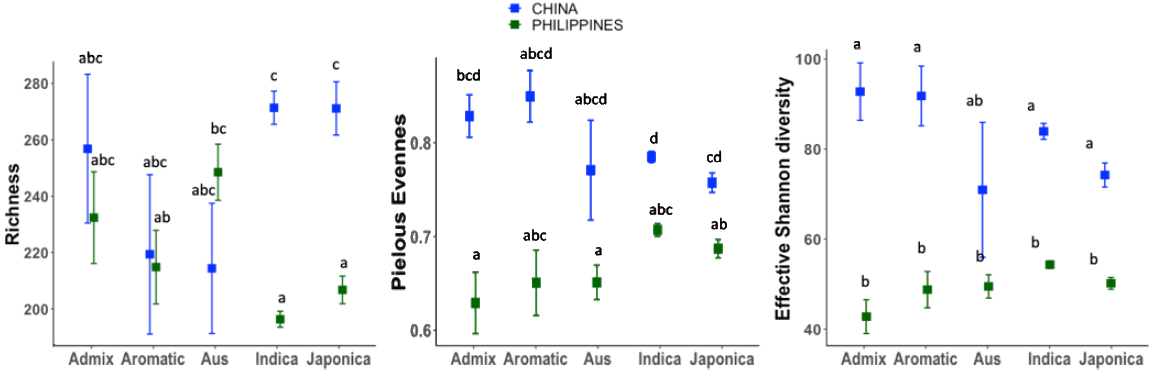 CHINA
PHILIPPINES
Richness
280
260
240
220
200
abc
abc
abc
ab
abc
bc
c
a
c
a
Admix Aromatic Aus Indica Japonica
Pielous Evennes
0.8
0.7
0.6
bcd
a
abcd
abc
abcd
a
d
abc
cd
ab
Admix Aromatic Aus Indica Japonica
Effective Shannon diversity
100
80
60
40
a
b
a
b
ab
b
a
b
a
b
Admix Aromatic Aus Indica Japonica